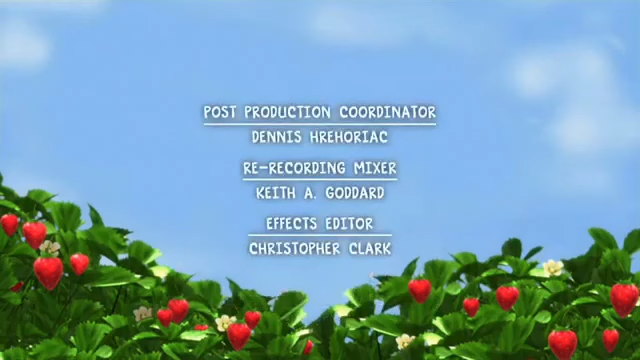 POST PRODUCTION COORDINATOR
DENNIS HREHORIAC
RE-RECORDING MIXER
KEITH A. GODDARD
EFFECTS EDITOR
CHRISTOPHER CLARK